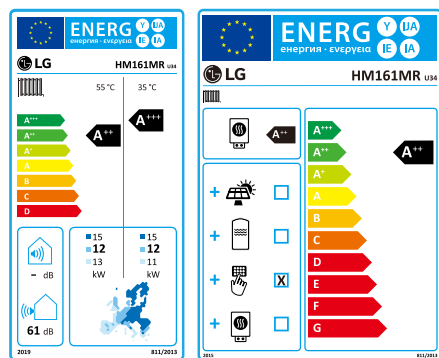 ENERG Y IJA
енергия · ενεργεια IE IA
LG HM161MR U34
55 °C 35 °C
A+++
A++
A+
A
B
C
D
A++
A+++
15 15
12 12
13 11
kW kW
– dB
61 dB
2019 811/2013
ENERG Y IJA
енергия · ενεργεια IE IA
LG HM161MR U34
A++
+
+
+ X
+
A+++
A++
A+
A
B
C
D
E
F
G
A++
2015 811/2013